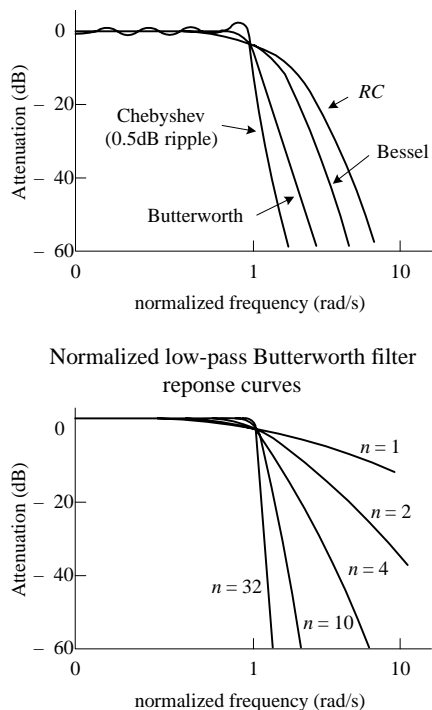 0
– 20
– 40
– 60
Attenuation (dB)
Chebyshev
(0.5dB ripple)
RC
Bessel
Butterworth
0 1 10
normalized frequency (rad/s)
Normalized low-pass Butterworth filter
reponse curves
0
– 20
– 40
– 60
Attenuation (dB)
n = 1
n = 2
n = 4
n = 32
n = 10
0 1 10
normalized frequency (rad/s)